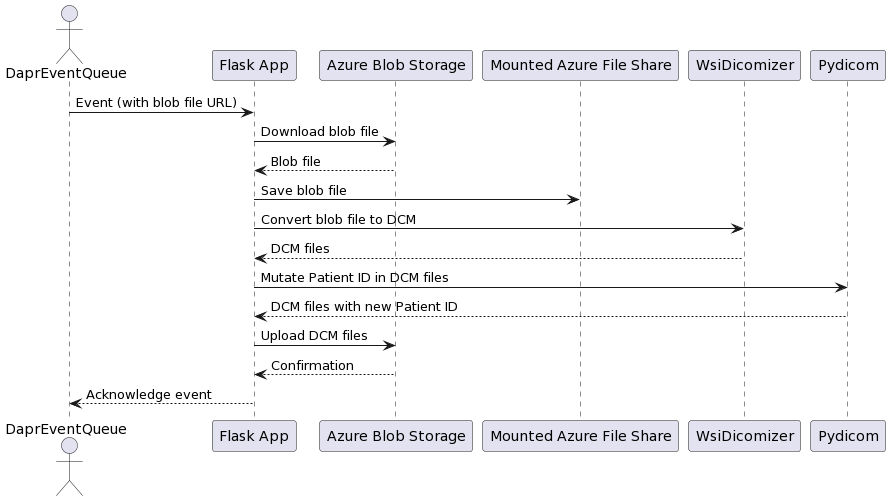 DaprEventQueue
Flask App
Azure Blob Storage
Mounted Azure File Share
WsiDicomizer
Pydicom
Event (with blob file URL)
Download blob file
Blob file
Save blob file
Convert blob file to DCM
DCM files
Mutate Patient ID in DCM files
DCM files with new Patient ID
Upload DCM files
Confirmation
Acknowledge event
DaprEventQueue
Flask App
Azure Blob Storage
Mounted Azure File Share
WsiDicomizer
Pydicom